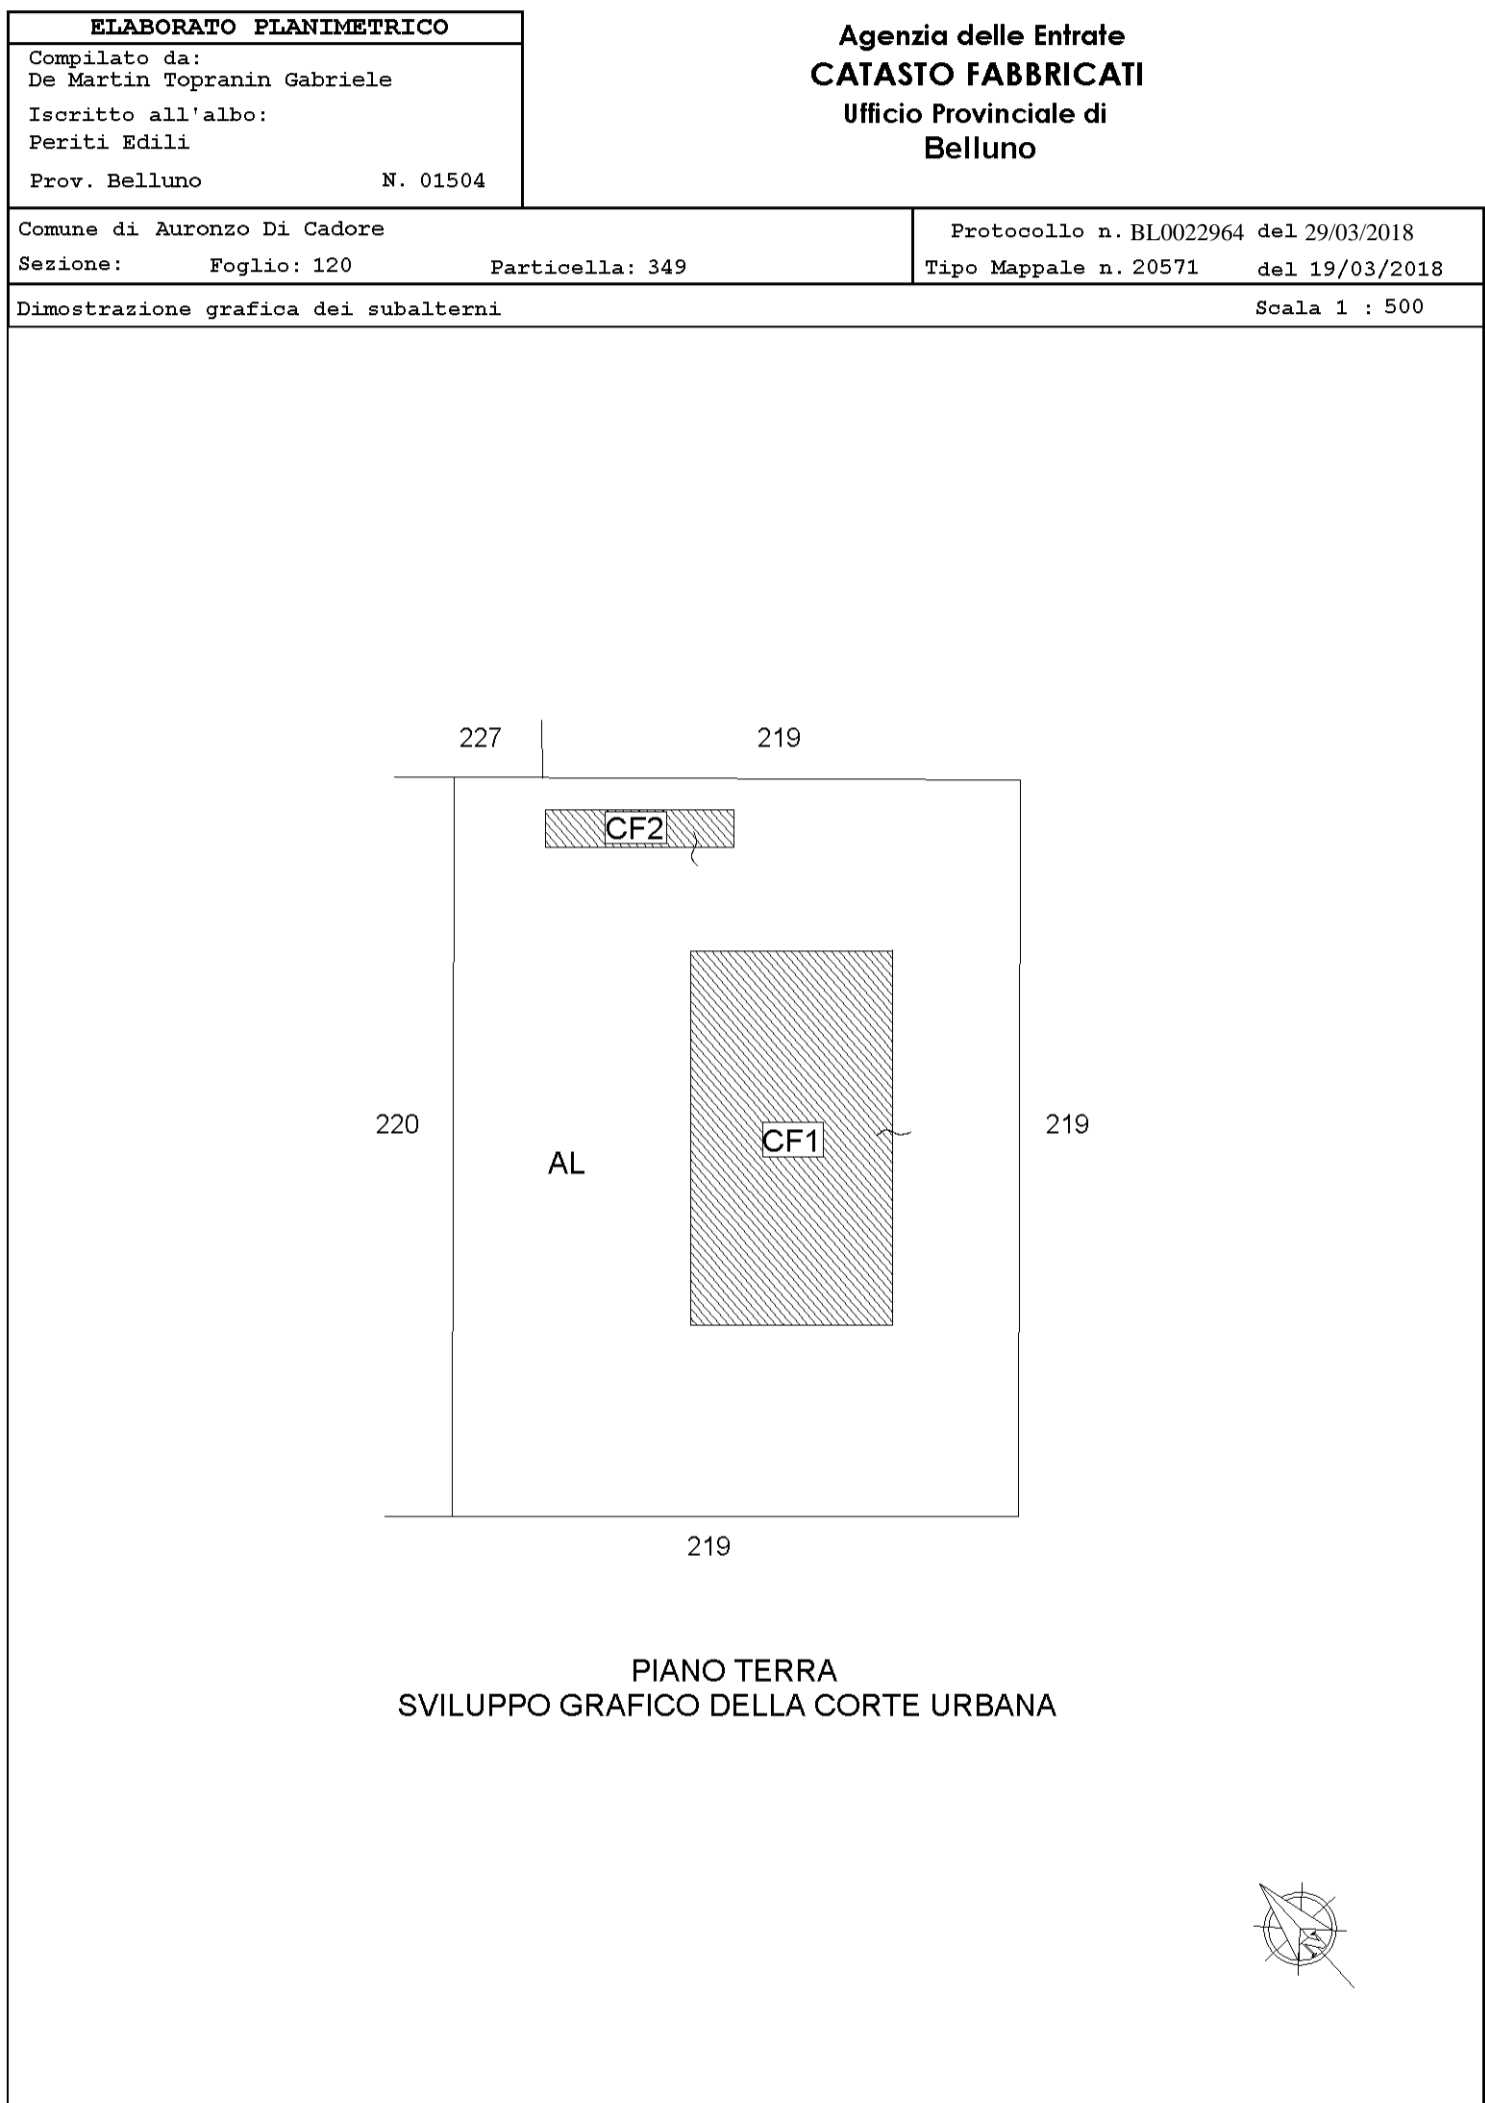 ELABORATO PLANIMETRICO
Compilato da:
De Martin Topranin Gabriele
Iscritto all'albo:
Periti Edili
Prov. Belluno N. 01504
Agenzia delle Entrate
CATASTO FABBRICATI
Ufficio Provinciale di
Belluno
Comune di Auronzo Di Cadore
Sezione: Foglio: 120 Particella: 349
Protocollo n. BL0022964 del 29/03/2018
Tipo Mappale n. 20571 del 19/03/2018
Dimostrazione grafica dei subalterni Scala 1 : 500
227 219
CF2
220 219
CF1
AL
219
PIANO TERRA
SVILUPPO GRAFICO DELLA CORTE URBANA
N